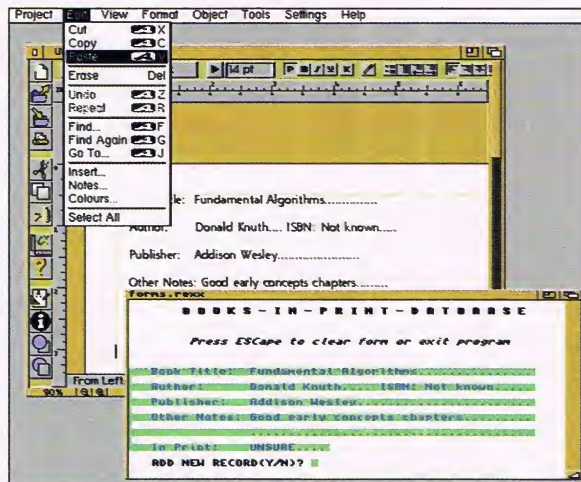 Project Edit View Format Object Tools Settings Help
Cut X
Copy C
Paste V
Erase Del
Undo Z
Repeat R
Find... F
Find Again G
Go To... J
Insert...
Notes...
Colours...
Select All
14 pt P B I U
Fundamental Algorithms...............
Author: Donald Knuth.... ISBN: Not known.....
Publisher: Addison Wesley....................
Other Notes: Good early concepts chapters.........
From Left:
90%
forms.rexx
BOOKS-IN-PRINT-DATABASE
Press ESCape to clear form or exit program
Book Title: Fundamental Algorithms...............
Author: Donald Knuth.... ISBN: Not known....
Publisher: Addison Wesley.......................
Other Notes: Good early concepts chapters.........
In Print: UNSURE....
ADD NEW RECORD(Y/N)?